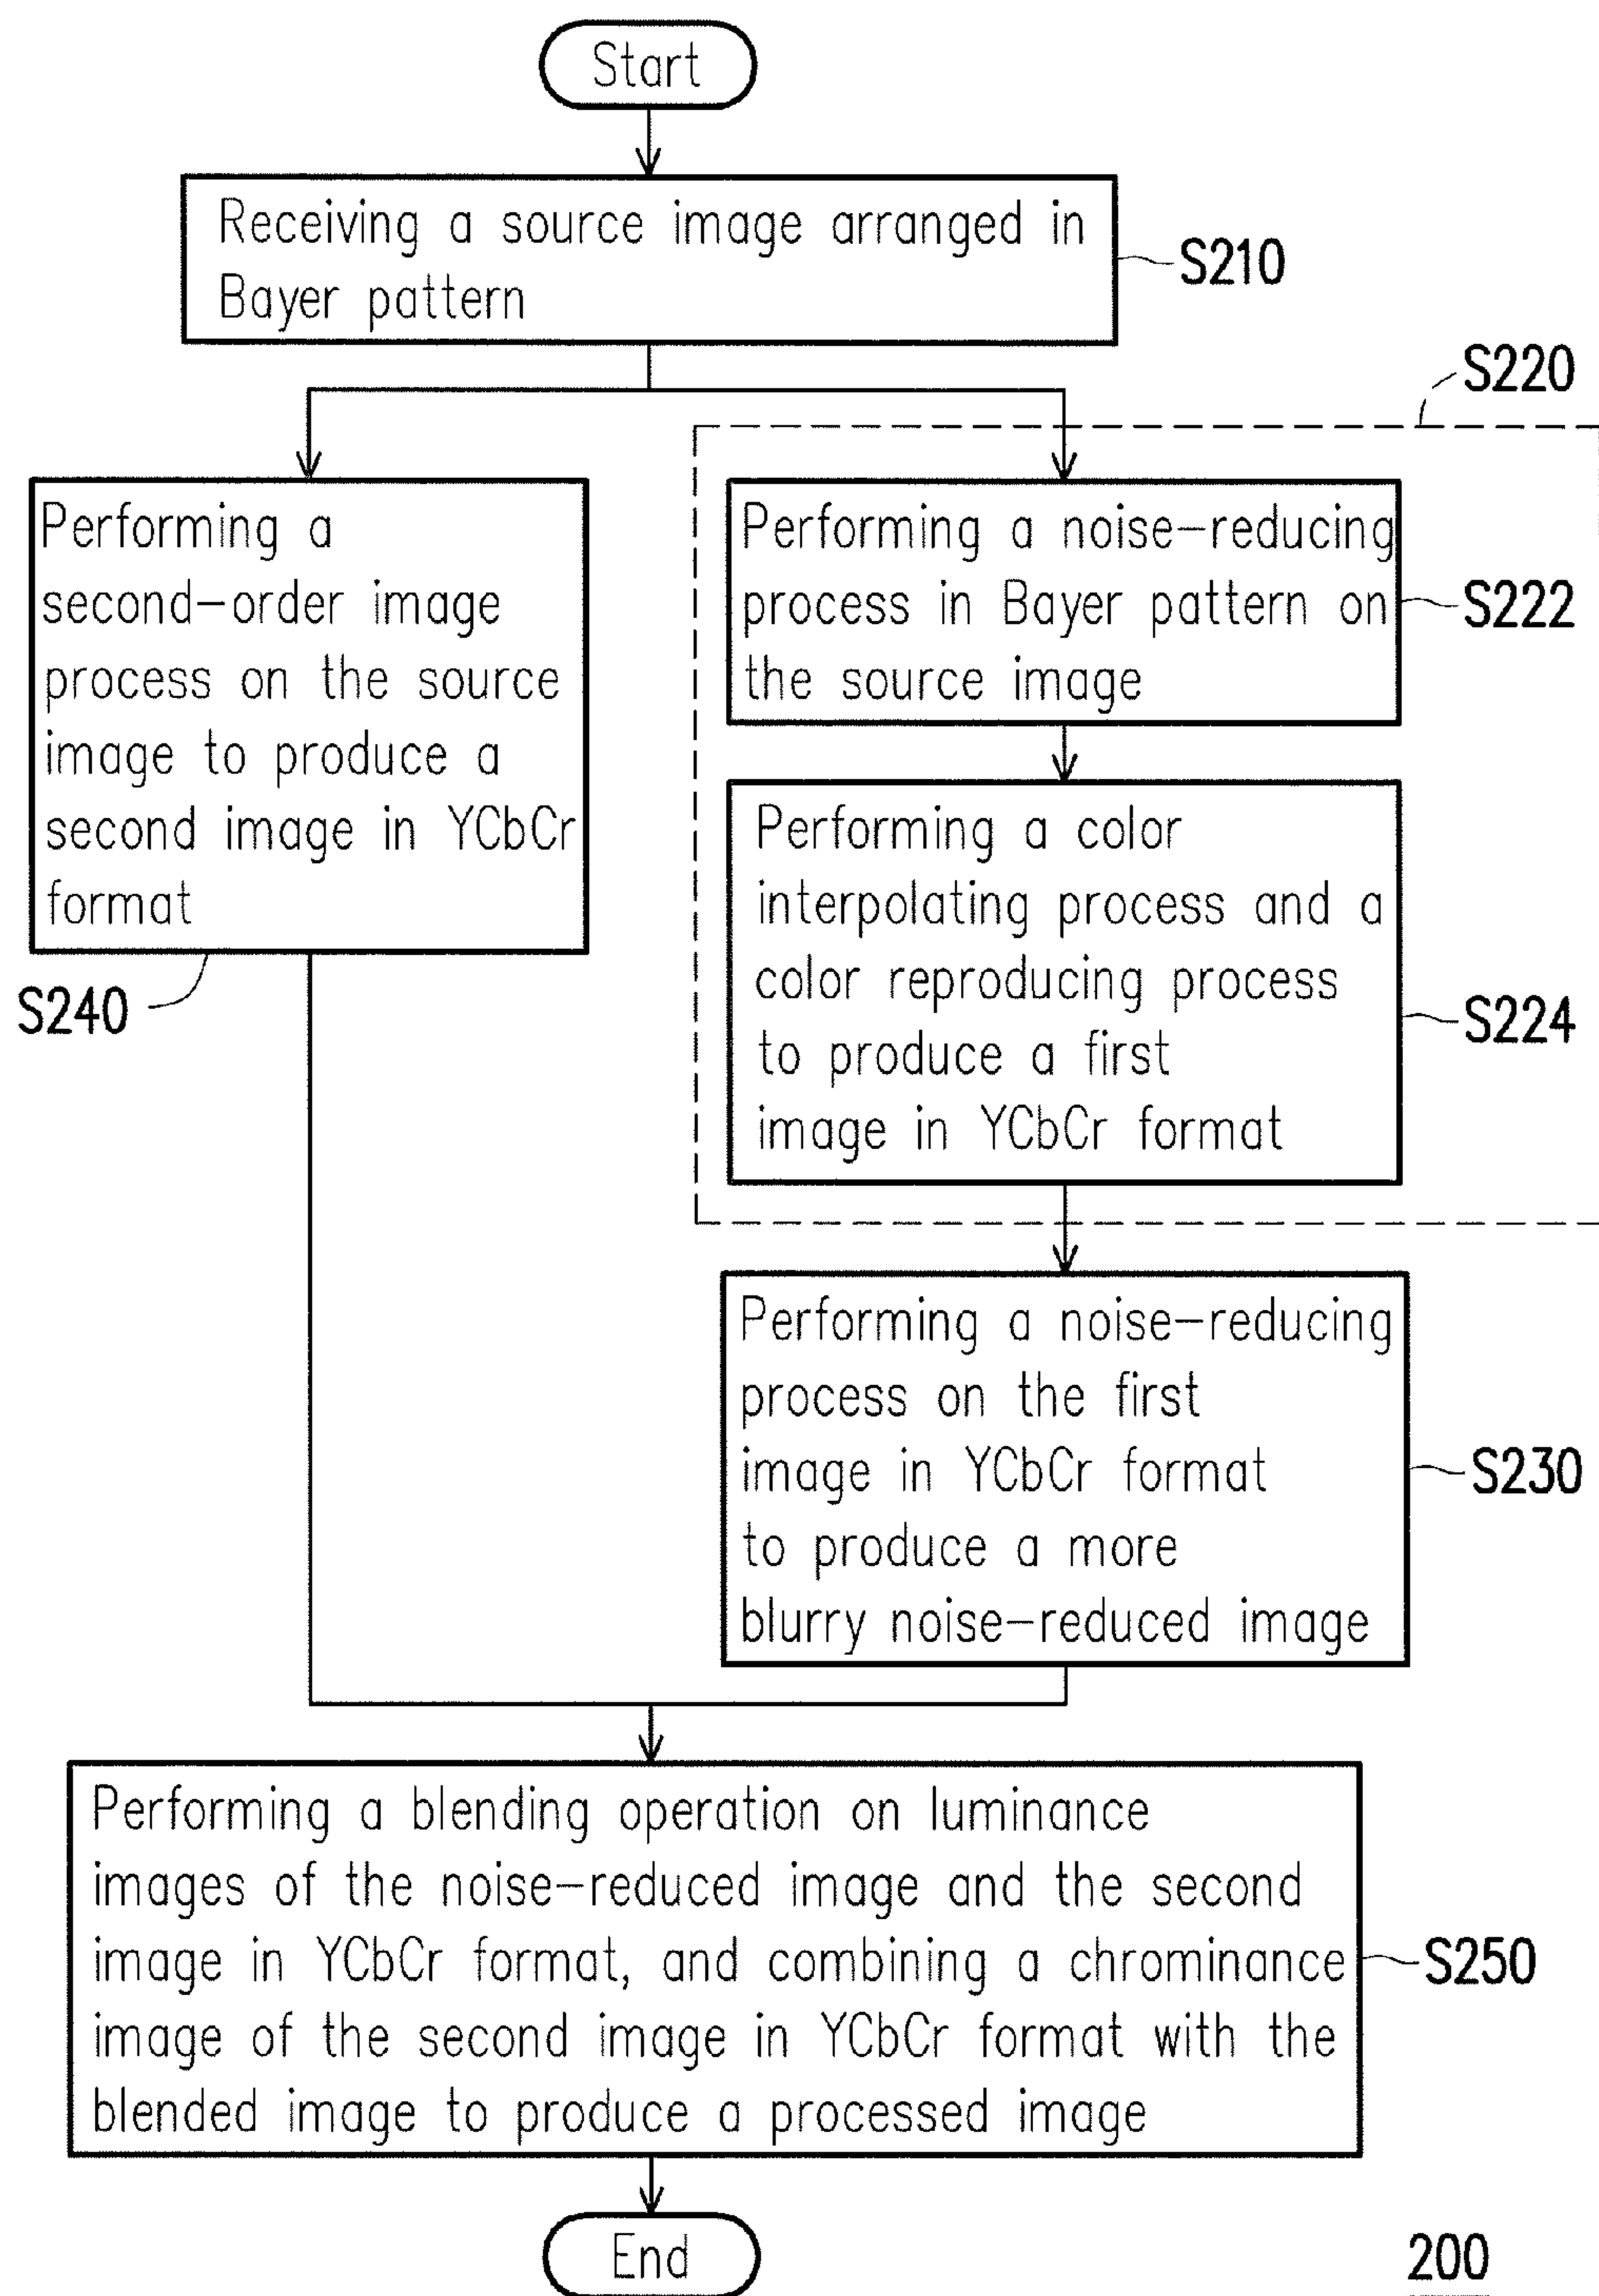 Start
Receiving a source image arranged in
Bayer pattern
S210
S220
Performing a
second-order image
process on the source
image to produce a
second image in YCbCr
format
S240
Performing a noise-reducing
process in Bayer pattern on
the source image
S222
Performing a color
interpolating process and a
color reproducing process
to produce a first
image in YCbCr format
S224
Performing a noise-reducing
process on the first
image in YCbCr format
to produce a more
blurry noise-reduced image
S230
Performing a blending operation on luminance
images of the noise-reduced image and the second
image in YCbCr format, and combining a chrominance
image of the second image in YCbCr format with the
blended image to produce a processed image
S250
End
200